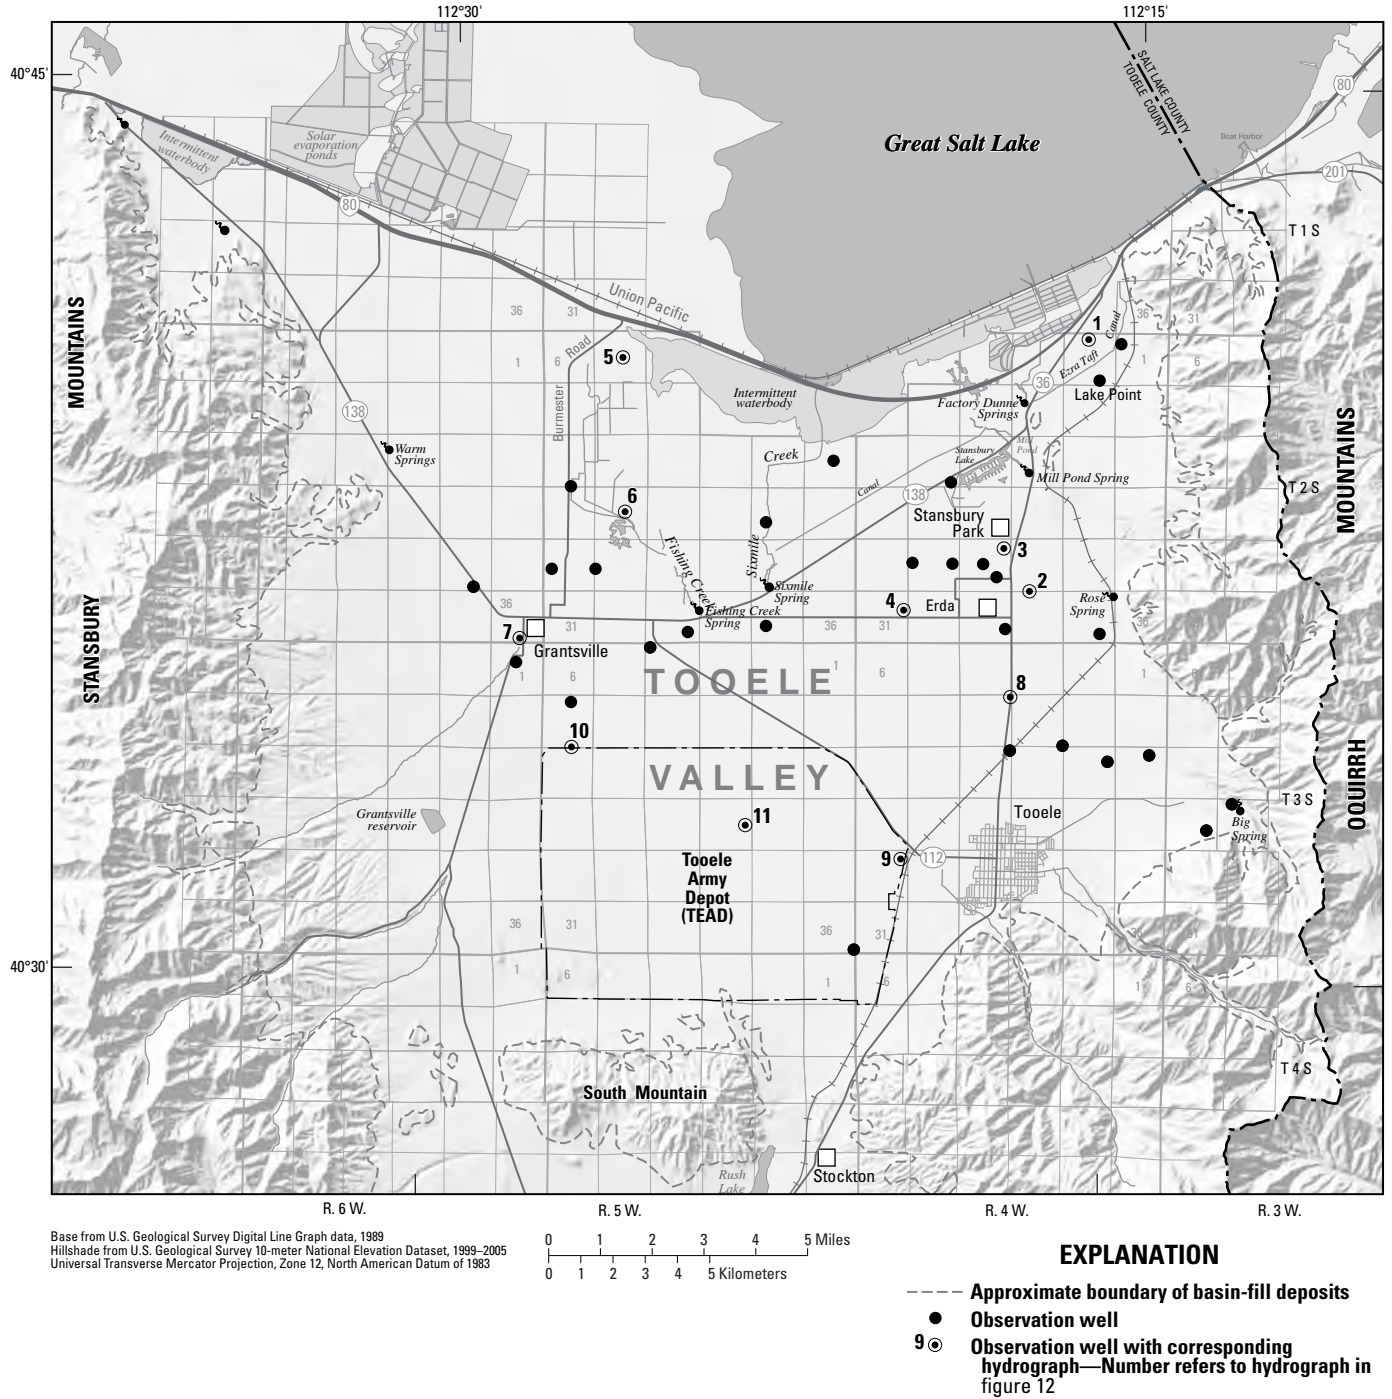 112°30'
112°15'
40°45'
SALT LAKE COUNTY
TOOELE COUNTY
80
Great Salt Lake
Boat Harbor
201
Intermittent
waterbody
Solar
evaporation
ponds
80
T 1 S
Union Pacific
36
31
36
31
1
Canal
MOUNTAINS
5
Road
1
6
Ezra Taft
1
6
36
Lake Point
Intermittent
waterbody
Factory Dunne
Springs
138
Burmester
MOUNTAINS
Warm
Springs
Creek
Stansbury
Lake
Mill
Pond
Mill Pond Spring
Canal
138
T 2 S
6
Stansbury
Park
3
Fishing Creek
Sixmile
Sixmile
Spring
2
4
Erda
Rose
Spring
STANSBURY
36
Fishing Creek
Spring
31
36
31
36
7
Grantsville
1
6
TOOELE
1
6
8
1
6
10
VALLEY
OQUIRRH
Grantsville
reservoir
11
Tooele
T 3 S
Big
Spring
9
112
Tooele
Army
Depot
(TEAD)
36
31
36
31
36
31
40°30'
1
6
1
6
1
6
T 4 S
South Mountain
Rush
Lake
Stockton
R. 6 W.
R. 5 W.
R. 4 W.
R. 3 W.
Base from U.S. Geological Survey Digital Line Graph data, 1989
Hillshade from U.S. Geological Survey 10-meter National Elevation Dataset, 1999–2005
Universal Transverse Mercator Projection, Zone 12, North American Datum of 1983
0 1 2 3 4 5 Miles
0 1 2 3 4 5 Kilometers
EXPLANATION
Approximate boundary of basin-fill deposits
Observation well
9 Observation well with corresponding
hydrograph—Number refers to hydrograph in
figure 12